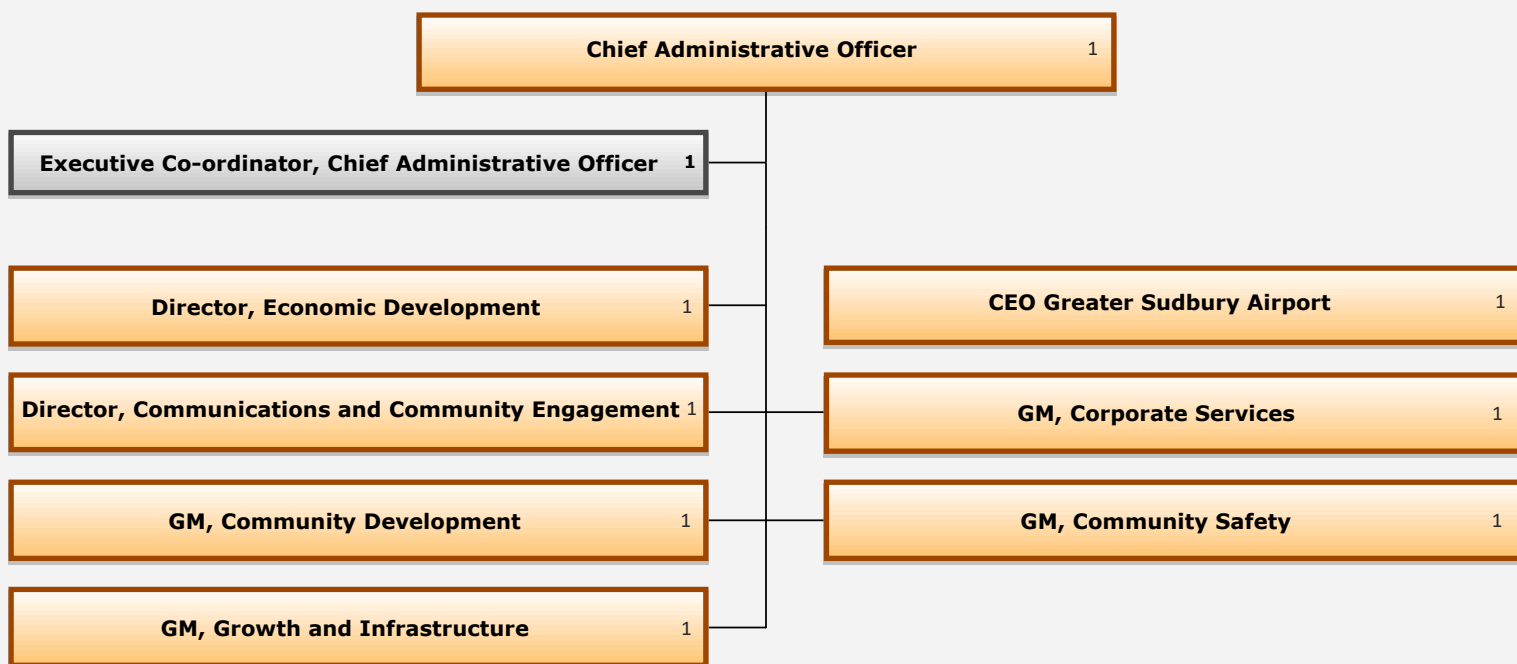 Chief Administrative Officer 1
Executive Co-ordinator, Chief Administrative Officer 1
Director, Economic Development 1
CEO Greater Sudbury Airport 1
Director, Communications and Community Engagement 1
GM, Corporate Services 1
GM, Community Development 1
GM, Community Safety 1
GM, Growth and Infrastructure 1